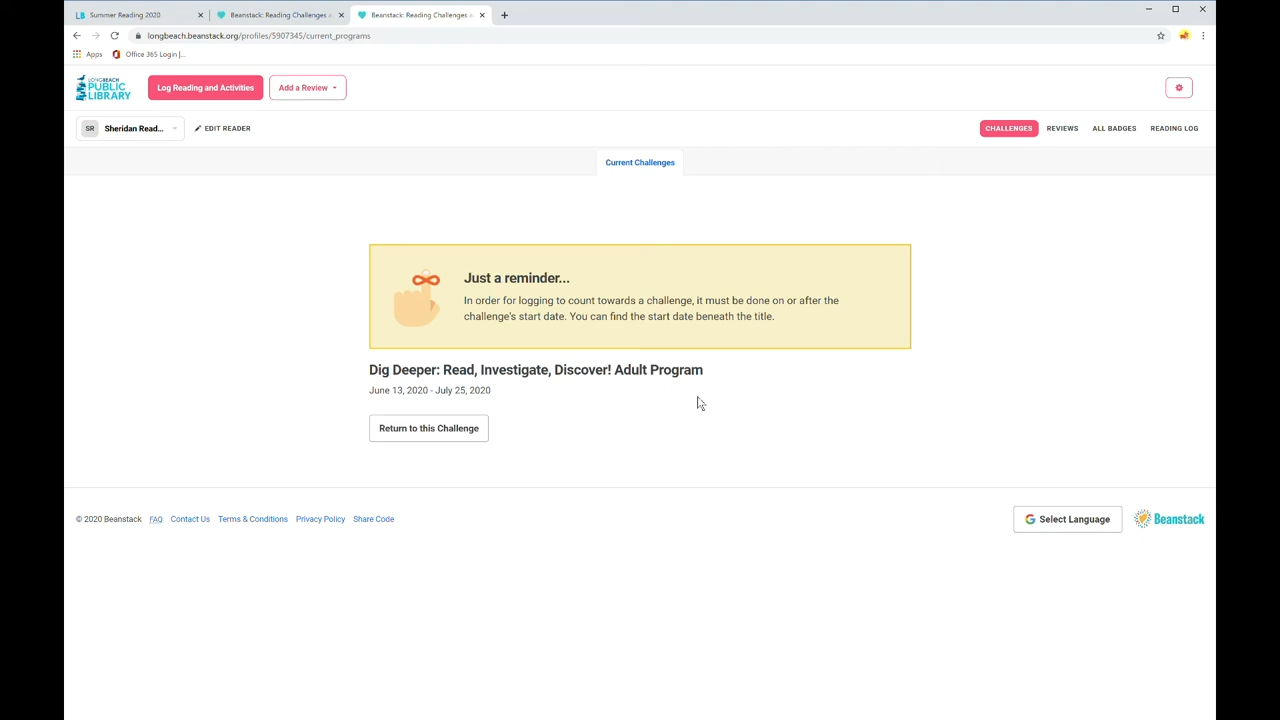 Summer Reading 2020
Beanstack: Reading Challenges a
Beanstack: Reading Challenges a
longbeach.beanstack.org/profiles/5907345/current_programs
Apps
Office 365 Login |...
LONG BEACH
PUBLIC
LIBRARY
Log Reading and Activities
Add a Review
SR
Sheridan Read...
EDIT READER
CHALLENGES
REVIEWS
ALL BADGES
READING LOG
Current Challenges
Just a reminder...
In order for logging to count towards a challenge, it must be done on or after the
challenge's start date. You can find the start date beneath the title.
Dig Deeper: Read, Investigate, Discover! Adult Program
June 13, 2020 - July 25, 2020
Return to this Challenge
© 2020 Beanstack
FAQ
Contact Us
Terms & Conditions
Privacy Policy
Share Code
G Select Language
Beanstack